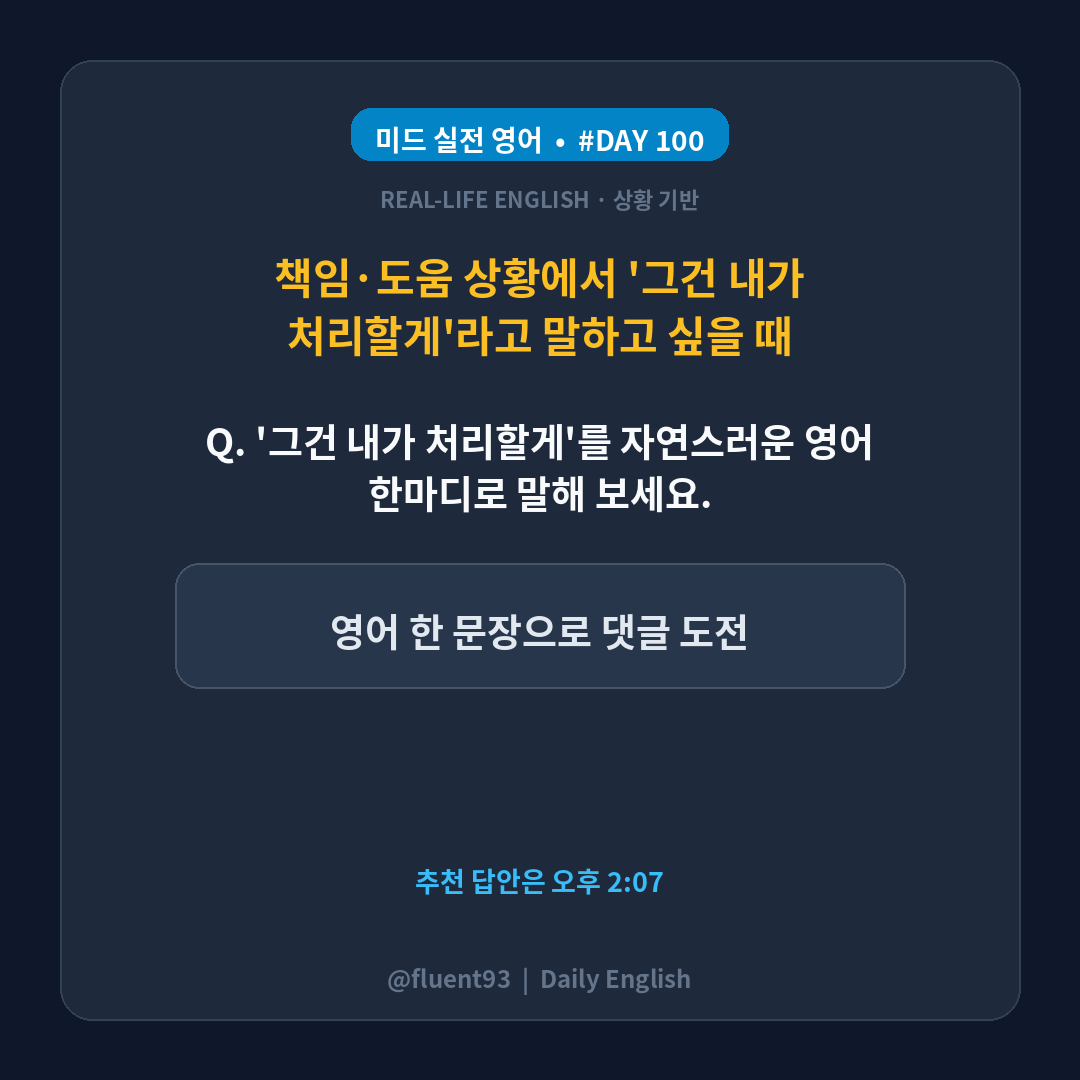 미드 실전 영어 • #DAY 100
REAL-LIFE ENGLISH · 상황 기반
책임·도움 상황에서 '그건 내가
처리할게'라고 말하고 싶을 때
Q. '그건 내가 처리할게'를 자연스러운 영어
한마디로 말해 보세요.
영어 한 문장으로 댓글 도전
추천 답안은 오후 2:07
@fluent93 | Daily English